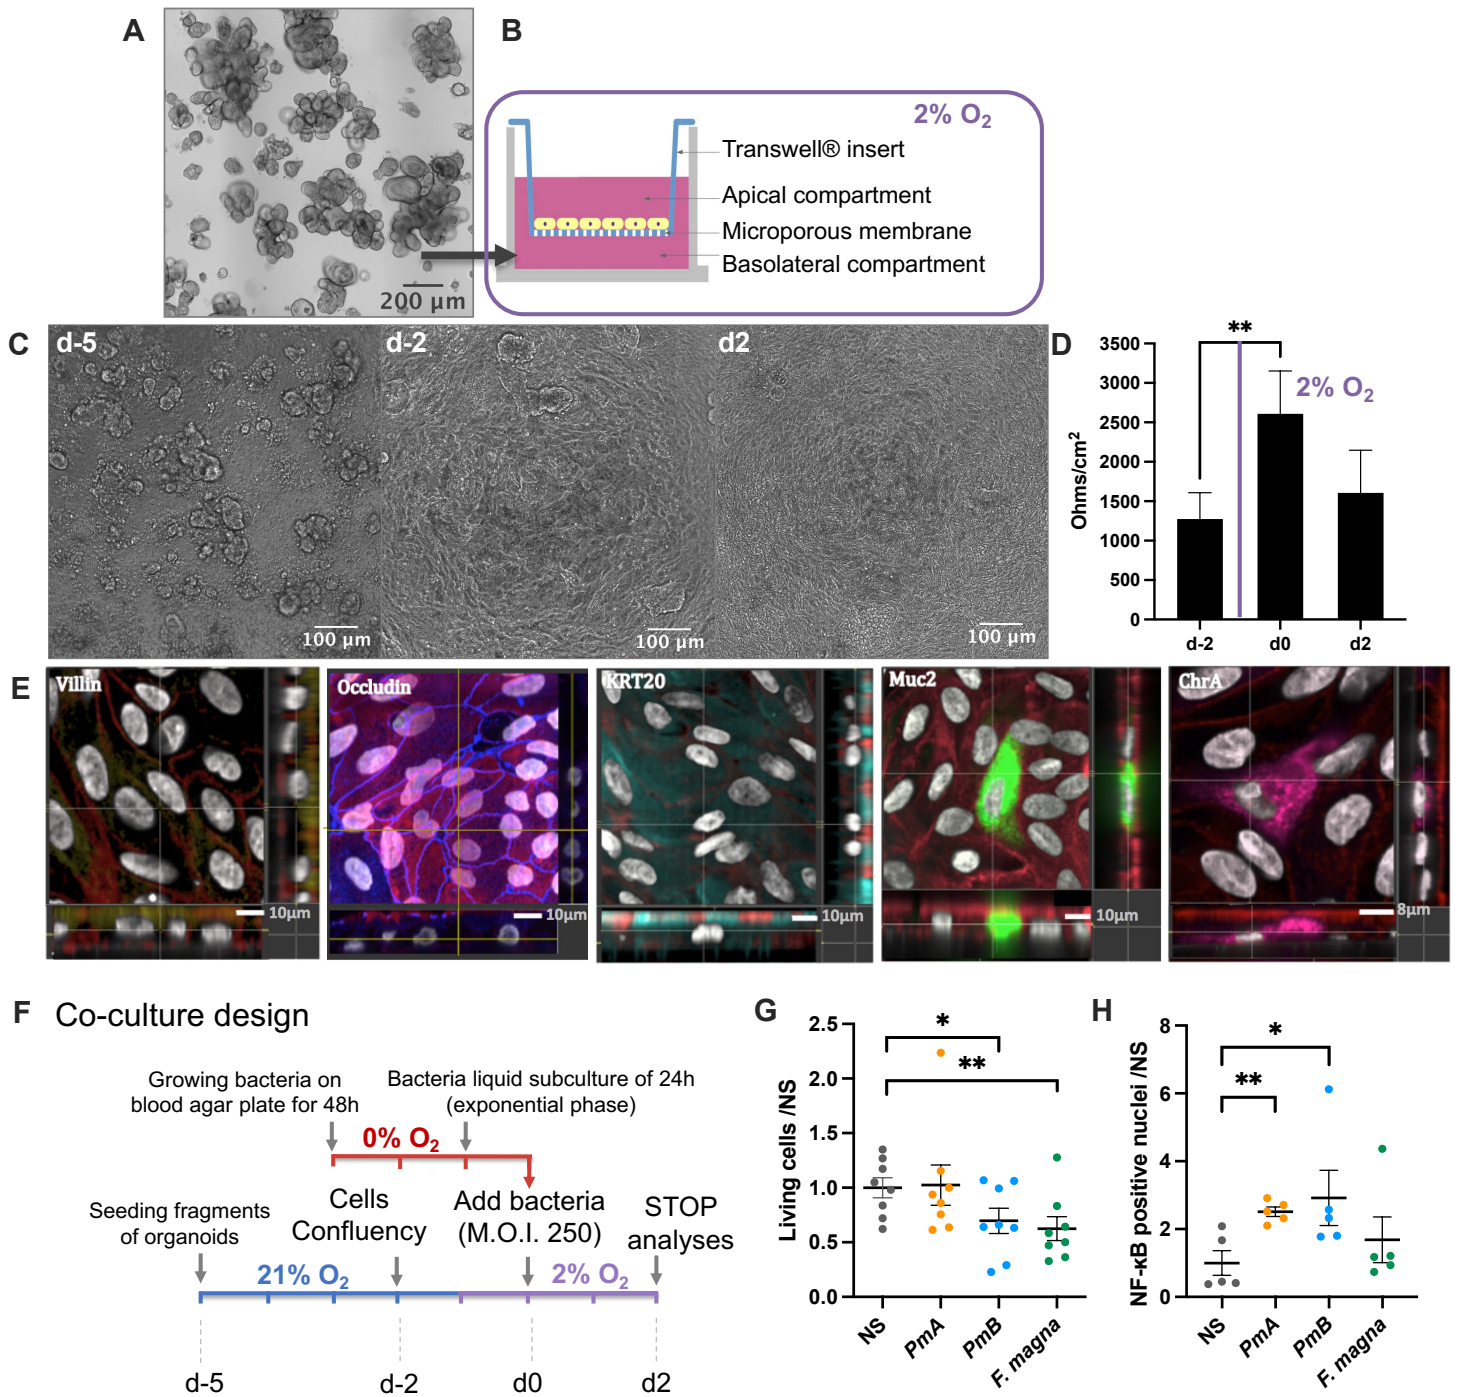 A
200 µm
B
2% O2
Transwell® insert
Apical compartment
Microporous membrane
Basolateral compartment
C
d-5
100 µm
d-2
100 µm
d2
100 µm
D
**
2% O2
3500
3000
2500
2000
1500
1000
500
0
Ohms/cm2
d-2
d0
d2
E
Villin
10µm
Occludin
10µm
KRT20
10µm
Muc2
10µm
ChrA
8µm
F
Co-culture design
Growing bacteria on
blood agar plate for 48h
Bacteria liquid subculture of 24h
(exponential phase)
0% O2
Seeding fragments
of organoids
Cells
Confluency
Add bacteria
(M.O.I. 250)
STOP
analyses
21% O2
2% O2
d-5
d-2
d0
d2
G
Living cells /NS
2.5
2.0
1.5
1.0
0.5
0.0
*
**
NS
PmA
PmB
F. magna
H
NF-κB positive nuclei /NS
8
6
4
2
0
*
**
NS
PmA
PmB
F. magna